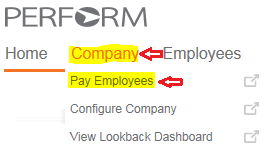 PERFORM
Home Company Employees
Pay Employees
Configure Company
View Lookback Dashboard